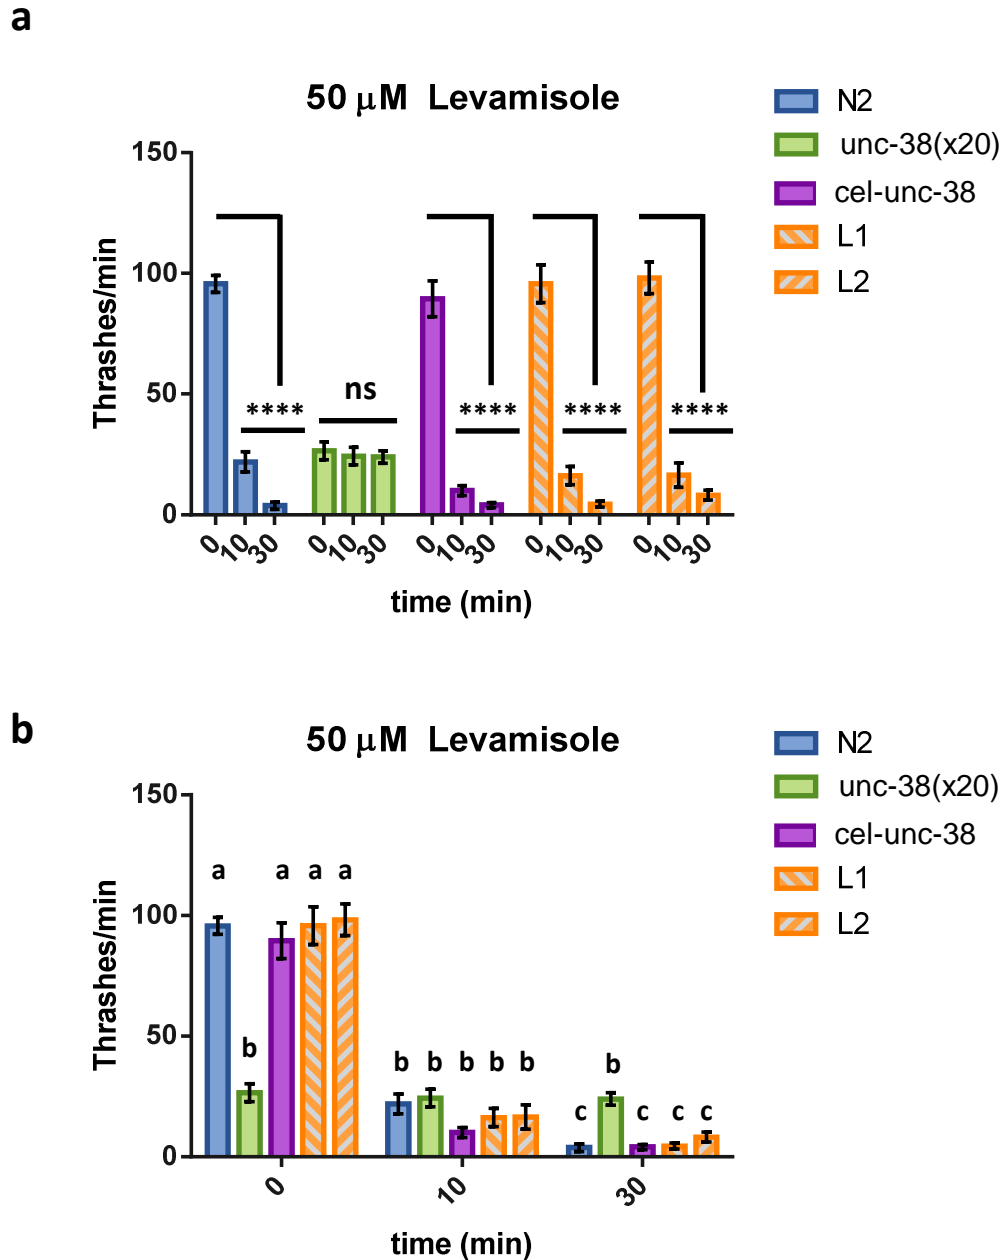 a
50 μM Levamisole
N2
unc-38(x20)
cel-unc-38
L1
L2
150
100
50
0
Thrashes/min
ns
**** **** **** ****
0 10 30 0 10 30 0 10 30 0 10 30 0 10 30
time (min)
b
50 μM Levamisole
N2
unc-38(x20)
cel-unc-38
L1
L2
150
100
50
0
Thrashes/min
a a a a
b
b b b b b
b
c c c c
0 10 30
time (min)